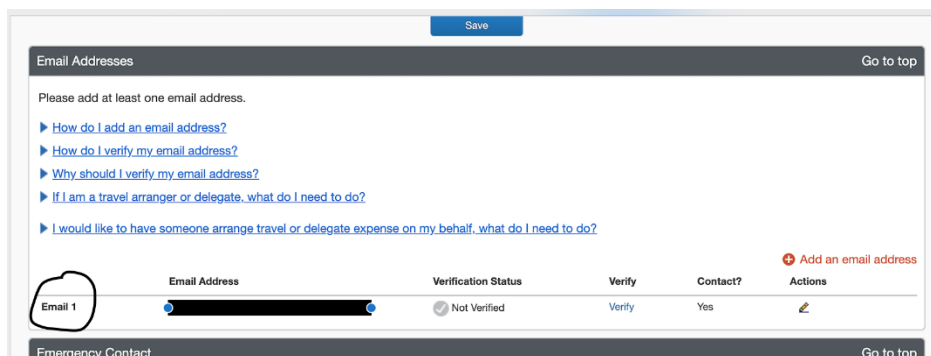 Save
Email Addresses Go to top
Please add at least one email address.
How do I add an email address?
How do I verify my email address?
Why should I verify my email address?
If I am a travel arranger or delegate, what do I need to do?
I would like to have someone arrange travel or delegate expense on my behalf, what do I need to do?
Add an email address
Email Address Verification Status Verify Contact? Actions
Email 1 Not Verified Verify Yes
Emergency Contact Go to top